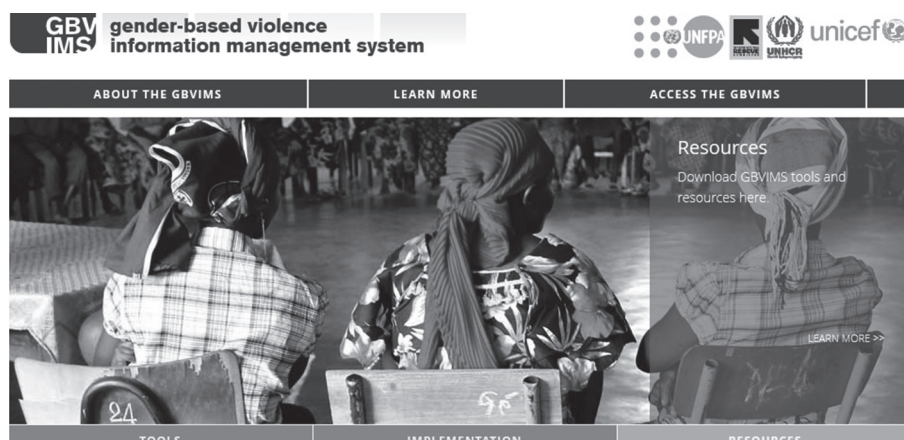 GBV
IMS
gender-based violence
information management system
UNFPA
RESCUE
UNHCR
unicef
ABOUT THE GBVIMS
LEARN MORE
ACCESS THE GBVIMS
Resources
Download GBVIMS tools and
resources here.
LEARN MORE >>
24
TOOLS
IMPLEMENTATION
RESOURCES